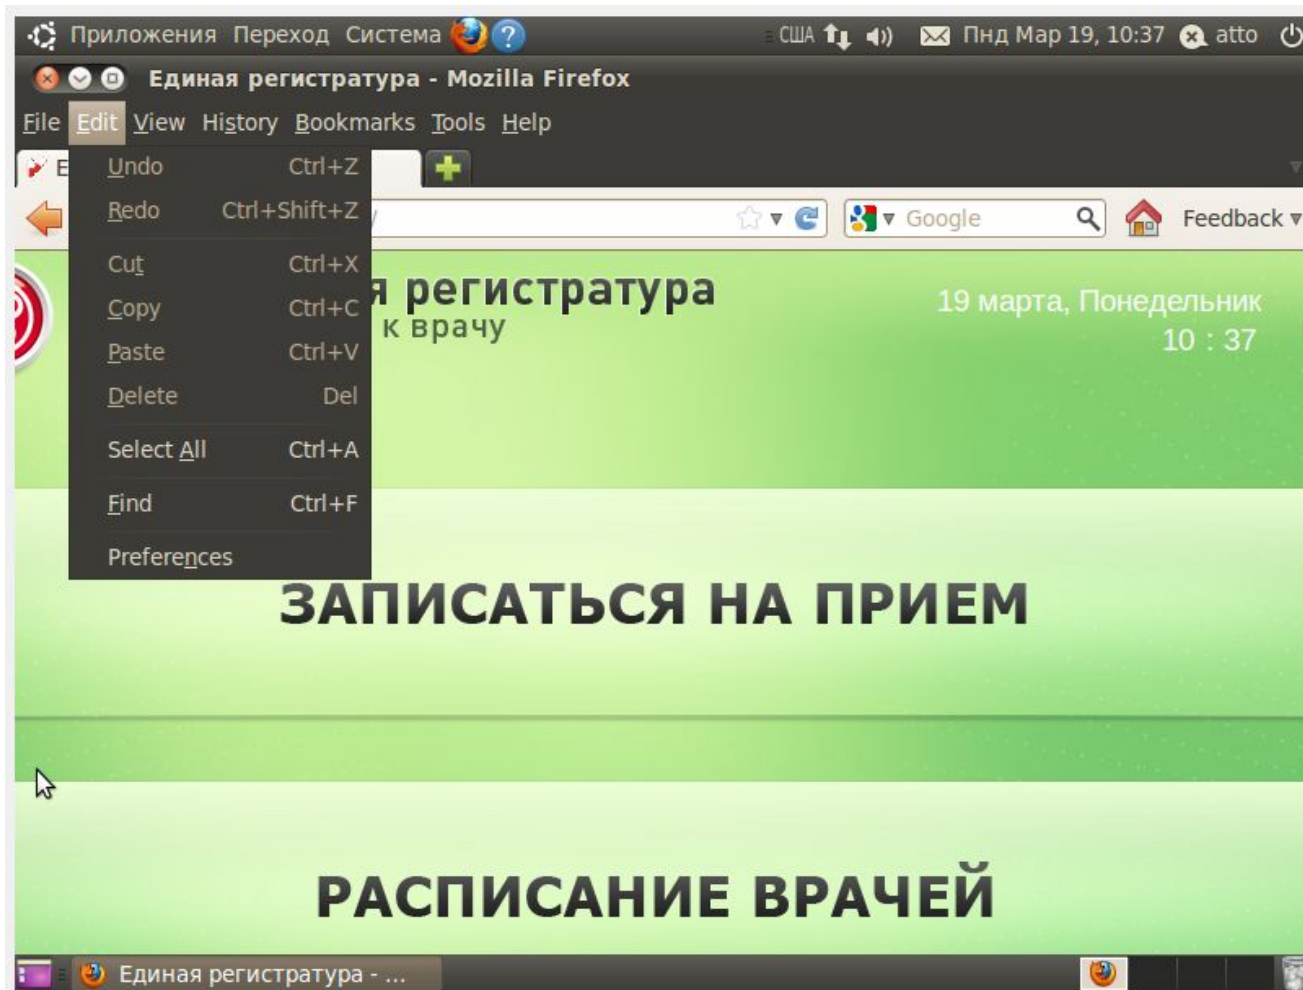 Приложения Переход Система США Пнд Мар 19, 10:37 atto
Единая регистратура - Mozilla Firefox
File Edit View History Bookmarks Tools Help
Е
Undo Ctrl+Z
Redo Ctrl+Shift+Z
/ Google Feedback
Cut Ctrl+X
Copy Ctrl+C
Paste Ctrl+V
Delete Del
Select All Ctrl+A
Find Ctrl+F
Preferences
я регистратура
к врачу
19 марта, Понедельник
10 : 37
ЗАПИСАТЬСЯ НА ПРИЕМ
РАСПИСАНИЕ ВРАЧЕЙ
Единая регистратура - ...